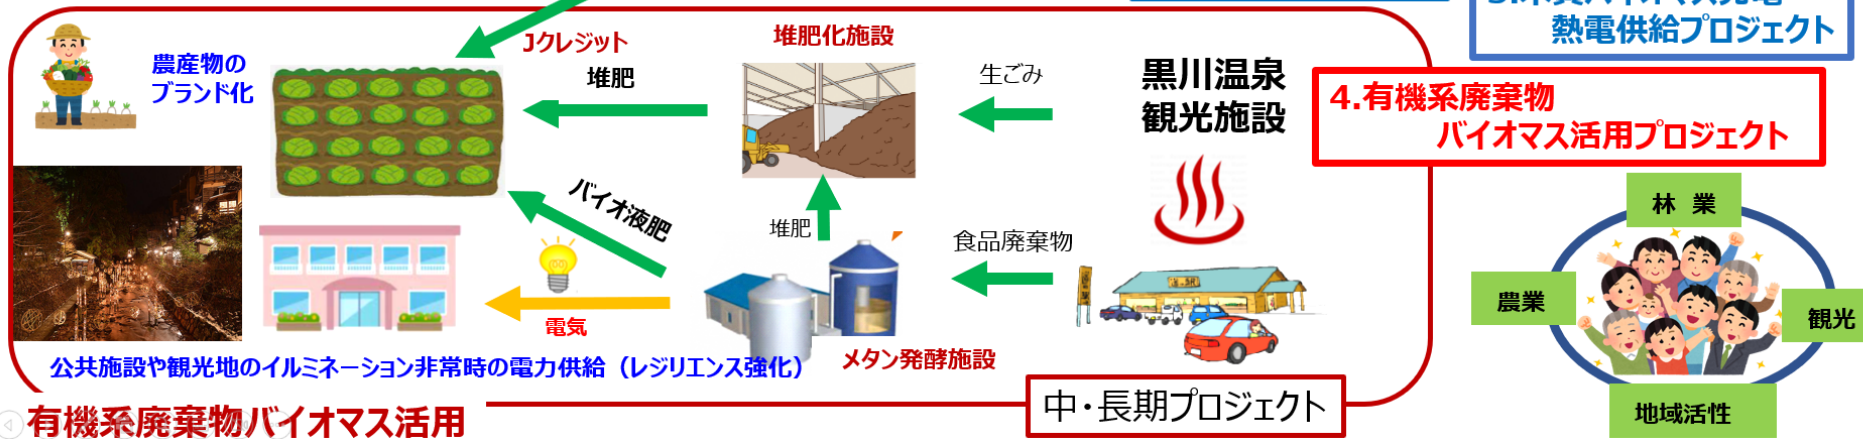 熱電供給プロジェクト
Jクレジット
堆肥化施設
農産物の
ブランド化
堆肥
生ごみ
黒川温泉
観光施設
4.有機系廃棄物
バイオマス活用プロジェクト
バイオ液肥
堆肥
食品廃棄物
電気
メタン発酵施設
公共施設や観光地のイルミネーション非常時の電力供給（レジリエンス強化）
中・長期プロジェクト
有機系廃棄物バイオマス活用
林 業
農業
観光
地域活性